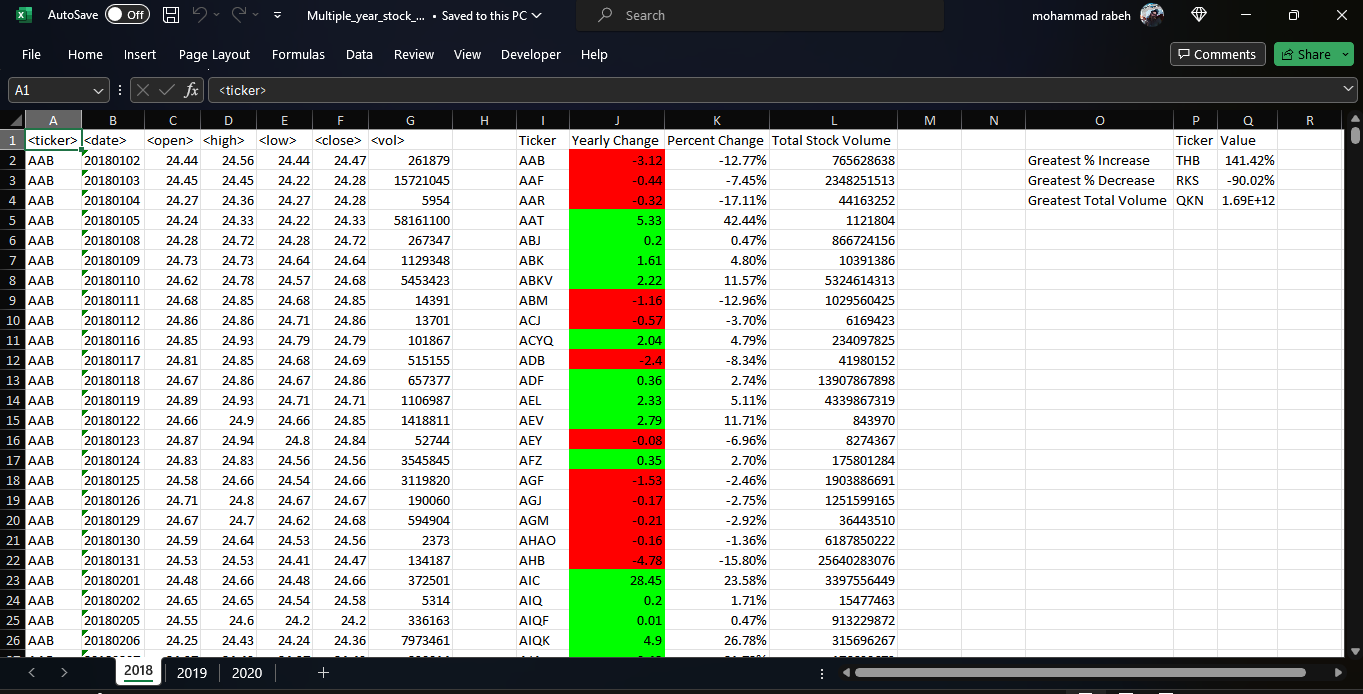 AutoSave Off Multiple_year_stock_... • Saved to this PC Search mohammad rabeh
File Home Insert Page Layout Formulas Data Review View Developer Help Comments Share
A1 fx <ticker>
A B C D E F G H I J K L M N O P Q R
1 <ticker> <date> <open> <high> <low> <close> <vol> Ticker Yearly Change Percent Change Total Stock Volume Ticker Value
2 AAB 20180102 24.44 24.56 24.44 24.47 261879 AAB -3.12 -12.77% 765628638 Greatest % Increase THB 141.42%
3 AAB 20180103 24.45 24.45 24.22 24.28 15721045 AAF -0.44 -7.45% 2348251513 Greatest % Decrease RKS -90.02%
4 AAB 20180104 24.27 24.36 24.27 24.28 5954 AAR -0.32 -17.11% 44163252 Greatest Total Volume QKN 1.69E+12
5 AAB 20180105 24.24 24.33 24.22 24.33 58161100 AAT 5.33 42.44% 1121804
6 AAB 20180108 24.28 24.72 24.28 24.72 267347 ABJ 0.2 0.47% 866724156
7 AAB 20180109 24.73 24.73 24.64 24.64 1129348 ABK 1.61 4.80% 10391386
8 AAB 20180110 24.62 24.78 24.57 24.68 5453423 ABKV 2.22 11.57% 5324614313
9 AAB 20180111 24.68 24.85 24.68 24.85 14391 ABM -1.16 -12.96% 1029560425
10 AAB 20180112 24.86 24.86 24.71 24.86 13701 ACJ -0.57 -3.70% 6169423
11 AAB 20180116 24.85 24.93 24.79 24.79 101867 ACYQ 2.04 4.79% 234097825
12 AAB 20180117 24.81 24.85 24.68 24.69 515155 ADB -2.4 -8.34% 41980152
13 AAB 20180118 24.67 24.86 24.67 24.86 657377 ADF 0.36 2.74% 13907867898
14 AAB 20180119 24.89 24.93 24.71 24.71 1106987 AEL 2.33 5.11% 4339867319
15 AAB 20180122 24.66 24.9 24.66 24.85 1418811 AEV 2.79 11.71% 843970
16 AAB 20180123 24.87 24.94 24.8 24.84 52744 AEY -0.08 -6.96% 8274367
17 AAB 20180124 24.83 24.83 24.56 24.56 3545845 AFZ 0.35 2.70% 175801284
18 AAB 20180125 24.58 24.66 24.54 24.66 3119820 AGF -1.53 -2.46% 1903886691
19 AAB 20180126 24.71 24.8 24.67 24.67 190060 AGJ -0.17 -2.75% 1251599165
20 AAB 20180129 24.67 24.7 24.62 24.68 594904 AGM -0.21 -2.92% 36443510
21 AAB 20180130 24.59 24.64 24.53 24.56 2373 AHAO -0.16 -1.36% 6187850222
22 AAB 20180131 24.53 24.53 24.41 24.47 134187 AHB -4.78 -15.80% 25640283076
23 AAB 20180201 24.48 24.66 24.48 24.66 372501 AIC 28.45 23.58% 3397556449
24 AAB 20180202 24.65 24.65 24.54 24.58 5314 AIQ 0.2 1.71% 15477463
25 AAB 20180205 24.55 24.6 24.2 24.2 336163 AIQF 0.01 0.47% 913229872
26 AAB 20180206 24.25 24.43 24.24 24.36 7973461 AIQK 4.9 26.78% 315696267
2018 2019 2020